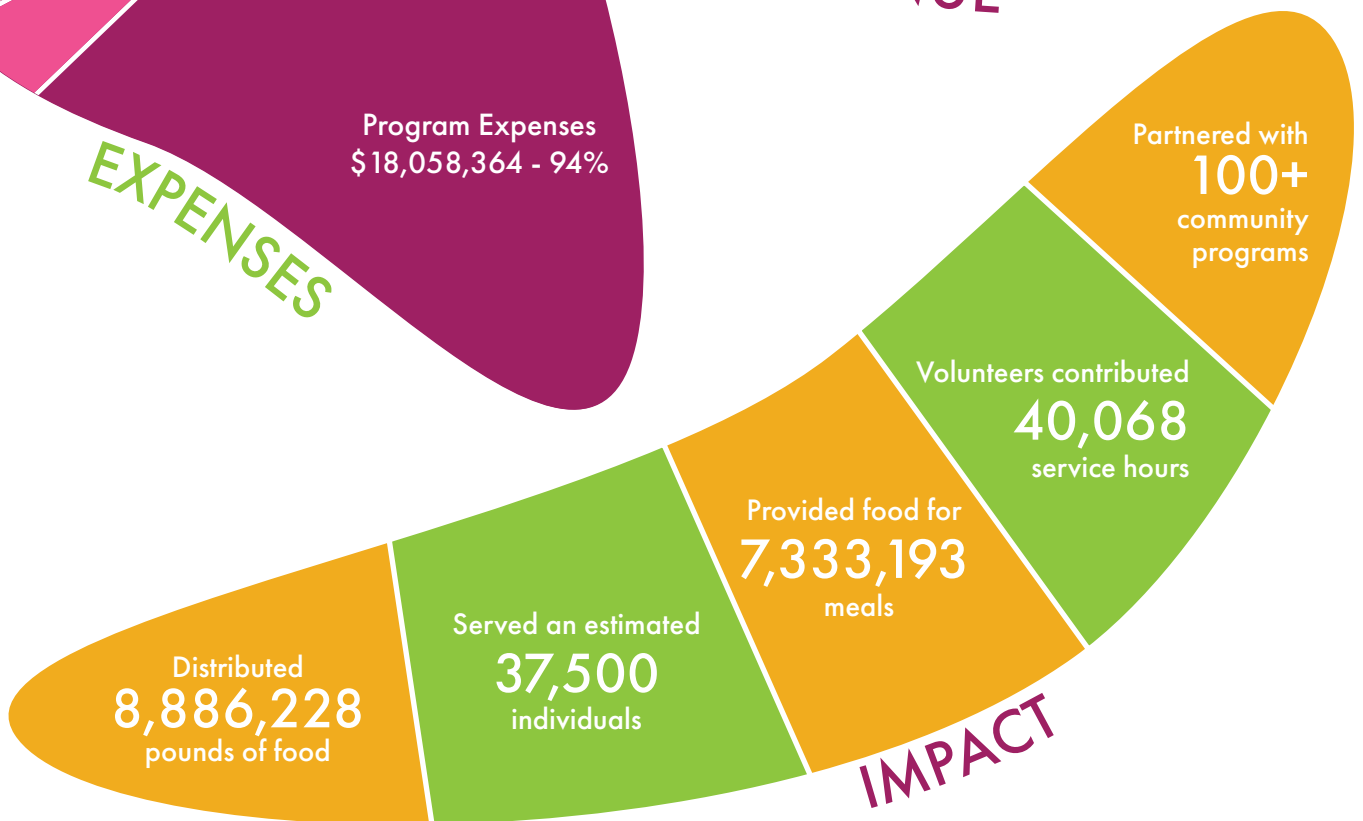 Program Expenses
$18,058,364 - 94%
EXPENSES
Partnered with
100+
community
programs
Volunteers contributed
40,068
service hours
Provided food for
7,333,193
meals
Served an estimated
37,500
individuals
Distributed
8,886,228
pounds of food
IMPACT